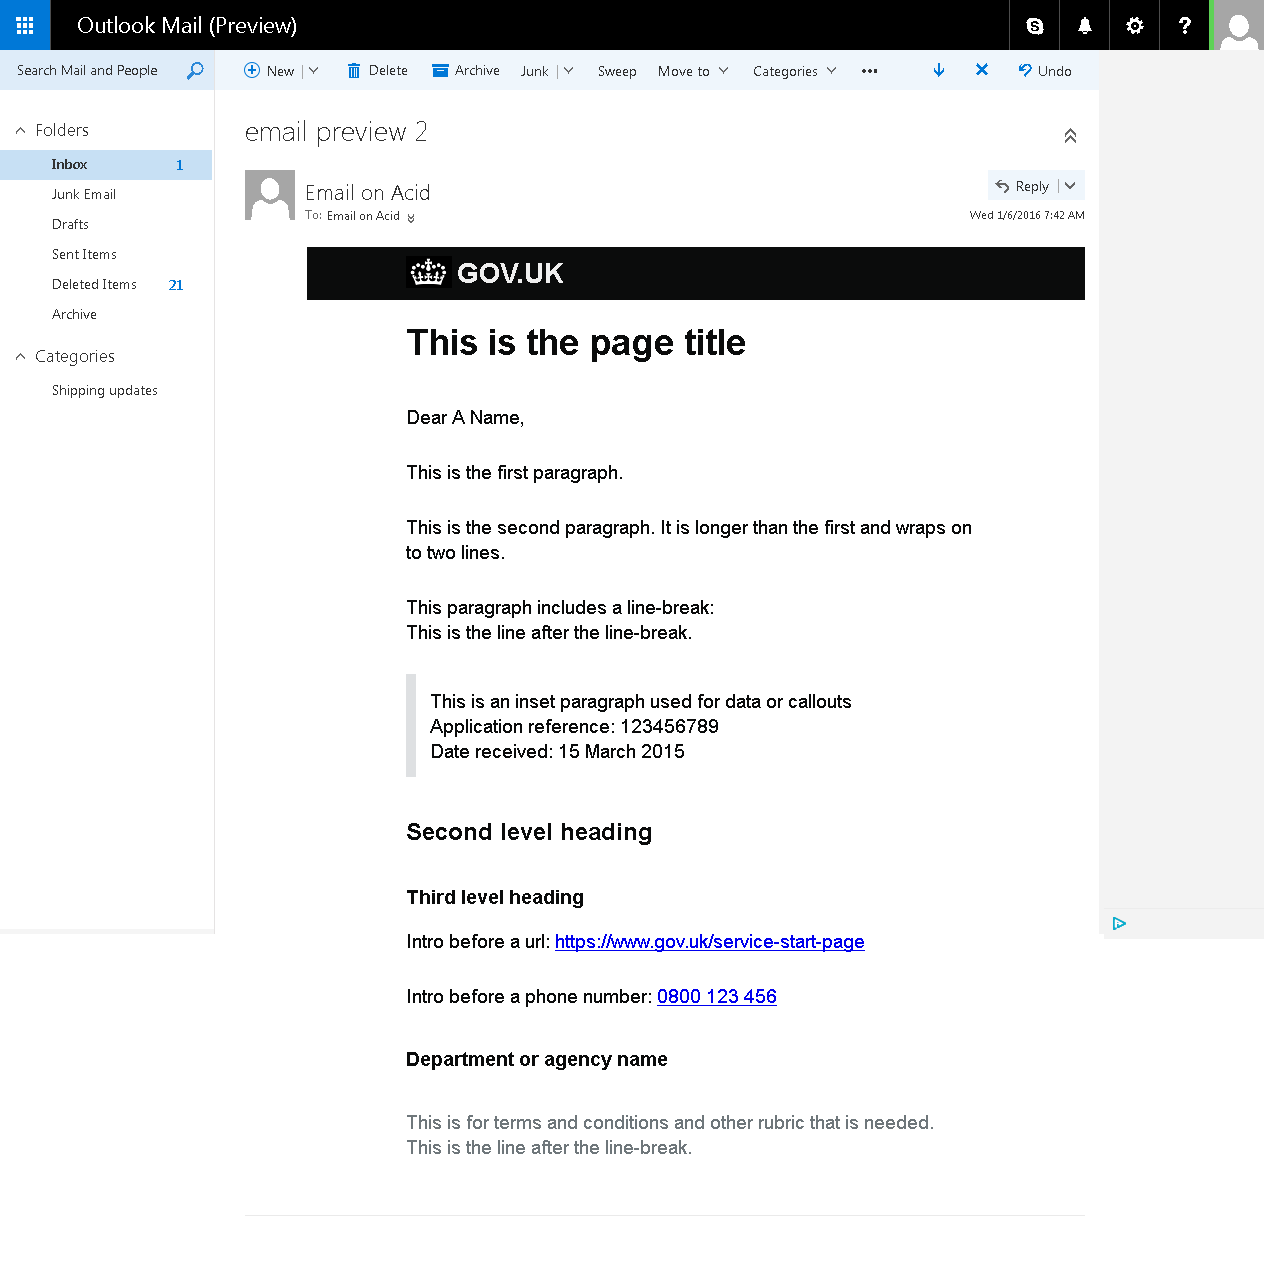 Outlook Mail (Preview)
Search Mail and People
New
Delete
Archive
Junk
Sweep
Move to
Categories
Undo
Folders
Inbox 1
Junk Email
Drafts
Sent Items
Deleted Items 21
Archive
Categories
Shipping updates
email preview 2
Email on Acid
To: Email on Acid
Reply
Wed 1/6/2016 7:42 AM
GOV.UK
This is the page title
Dear A Name,
This is the first paragraph.
This is the second paragraph. It is longer than the first and wraps on
to two lines.
This paragraph includes a line-break:
This is the line after the line-break.
This is an inset paragraph used for data or callouts
Application reference: 123456789
Date received: 15 March 2015
Second level heading
Third level heading
Intro before a url: https://www.gov.uk/service-start-page
Intro before a phone number: 0800 123 456
Department or agency name
This is for terms and conditions and other rubric that is needed.
This is the line after the line-break.